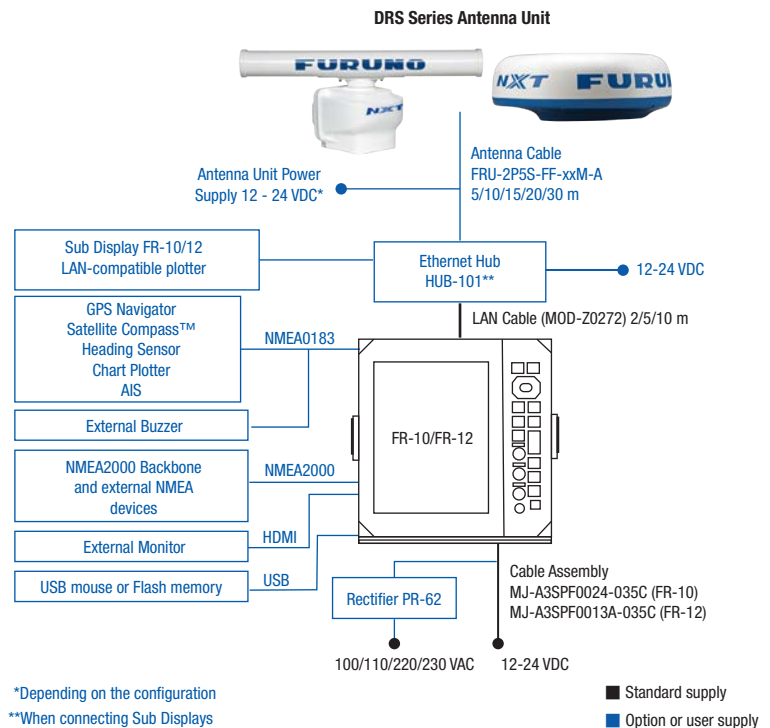 DRS Series Antenna Unit
FURUNO
NXT
NXT FURU
Antenna Unit Power
Supply 12 - 24 VDC*
Antenna Cable
FRU-2P5S-FF-xxM-A
5/10/15/20/30 m
Sub Display FR-10/12
LAN-compatible plotter
Ethernet Hub
HUB-101**
12-24 VDC
GPS Navigator
Satellite Compass™
Heading Sensor
Chart Plotter
AIS
NMEA0183
LAN Cable (MOD-Z0272) 2/5/10 m
External Buzzer
FR-10/FR-12
NMEA2000 Backbone
and external NMEA
devices
NMEA2000
External Monitor
HDMI
USB mouse or Flash memory
USB
Rectifier PR-62
Cable Assembly
MJ-A3SPF0024-035C (FR-10)
MJ-A3SPF0013A-035C (FR-12)
100/110/220/230 VAC
12-24 VDC
*Depending on the configuration
**When connecting Sub Displays
Standard supply
Option or user supply